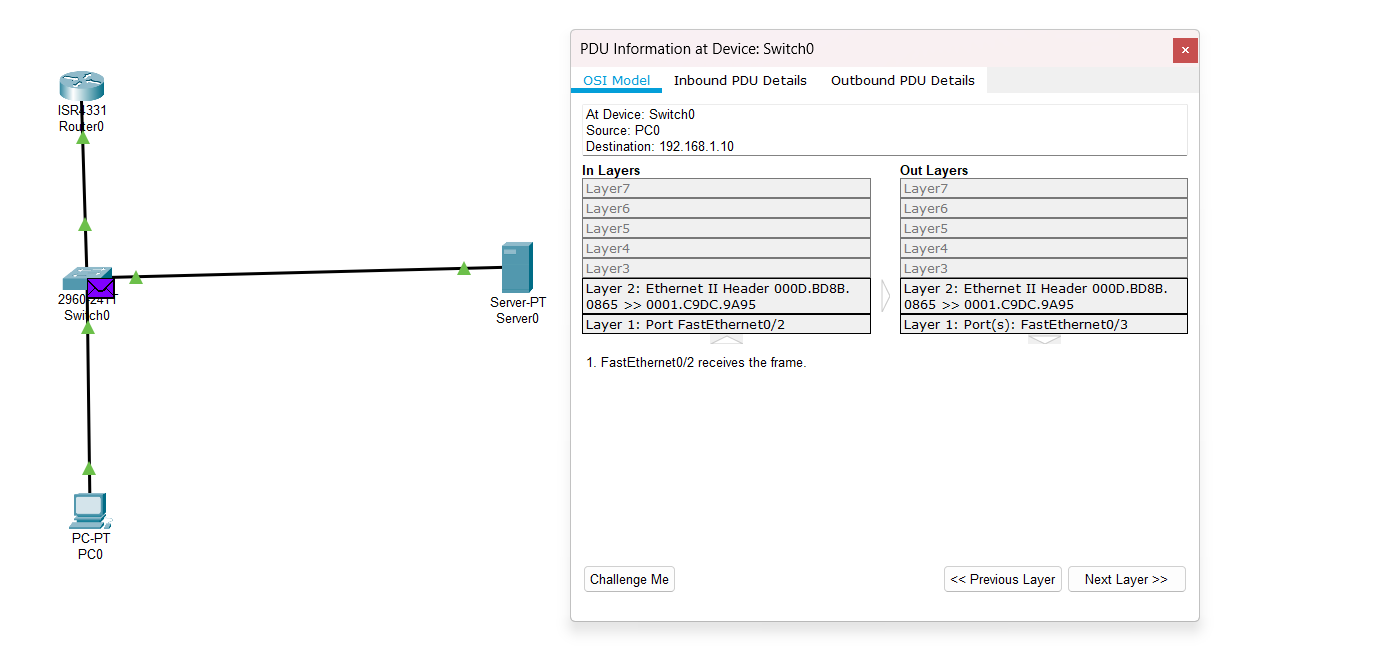 ISR4331
Router0
2960-24TT
Switch0
Server-PT
Server0
PC-PT
PC0
PDU Information at Device: Switch0
OSI Model Inbound PDU Details Outbound PDU Details
At Device: Switch0
Source: PC0
Destination: 192.168.1.10
In Layers Out Layers
Layer7 Layer7
Layer6 Layer6
Layer5 Layer5
Layer4 Layer4
Layer3 Layer3
Layer 2: Ethernet II Header 000D.BD8B.
0865 >> 0001.C9DC.9A95
Layer 1: Port FastEthernet0/2
Layer 2: Ethernet II Header 000D.BD8B.
0865 >> 0001.C9DC.9A95
Layer 1: Port(s): FastEthernet0/3
1. FastEthernet0/2 receives the frame.
Challenge Me << Previous Layer Next Layer >>